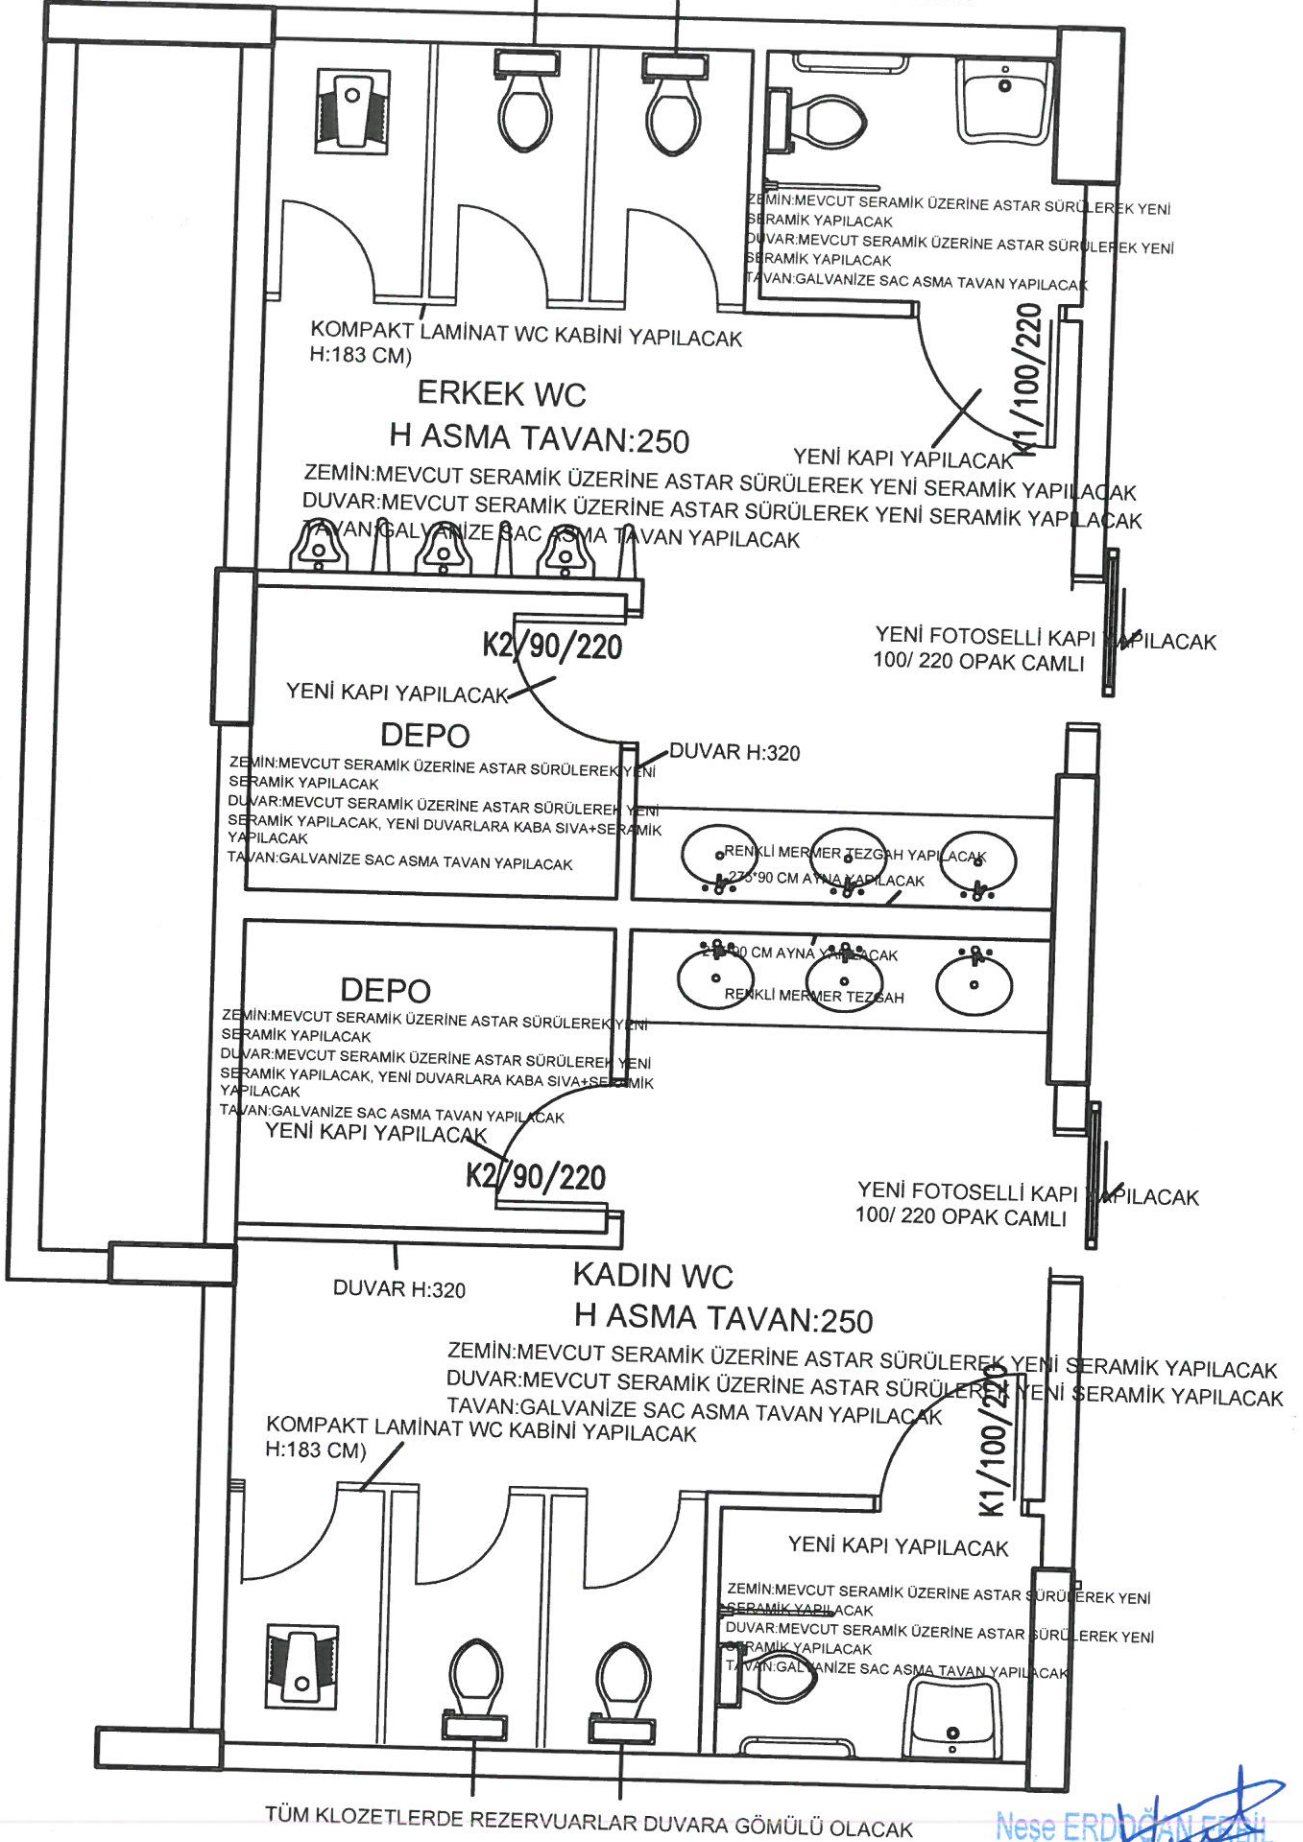 ZEMİN:MEVCUT SERAMİK ÜZERİNE ASTAR SÜRÜLEREK YENİ
SERAMİK YAPILACAK
DUVAR:MEVCUT SERAMİK ÜZERİNE ASTAR SÜRÜLEREK YENİ
SERAMİK YAPILACAK
TAVAN:GALVANİZE SAC ASMA TAVAN YAPILACAK
KOMPAKT LAMİNAT WC KABİNİ YAPILACAK
H:183 CM)
K1/100/220
ERKEK WC
H ASMA TAVAN:250
YENİ KAPI YAPILACAK
ZEMİN:MEVCUT SERAMİK ÜZERİNE ASTAR SÜRÜLEREK YENİ SERAMİK YAPILACAK
DUVAR:MEVCUT SERAMİK ÜZERİNE ASTAR SÜRÜLEREK YENİ SERAMİK YAPILACAK
TAVAN:GALVANİZE SAC ASMA TAVAN YAPILACAK
K2/90/220
YENİ FOTOSELLİ KAPI YAPILACAK
100/ 220 OPAK CAMLI
YENİ KAPI YAPILACAK
DEPO
DUVAR H:320
ZEMİN:MEVCUT SERAMİK ÜZERİNE ASTAR SÜRÜLEREK YENİ
SERAMİK YAPILACAK
DUVAR:MEVCUT SERAMİK ÜZERİNE ASTAR SÜRÜLEREK YENİ
SERAMİK YAPILACAK, YENİ DUVARLARA KABA SIVA+SERAMİK
YAPILACAK
TAVAN:GALVANİZE SAC ASMA TAVAN YAPILACAK
RENKLİ MERMER TEZGAH YAPILACAK
275*90 CM AYNA YAPILACAK
275*90 CM AYNA YAPILACAK
RENKLİ MERMER TEZGAH
DEPO
ZEMİN:MEVCUT SERAMİK ÜZERİNE ASTAR SÜRÜLEREK YENİ
SERAMİK YAPILACAK
DUVAR:MEVCUT SERAMİK ÜZERİNE ASTAR SÜRÜLEREK YENİ
SERAMİK YAPILACAK, YENİ DUVARLARA KABA SIVA+SERAMİK
YAPILACAK
TAVAN:GALVANİZE SAC ASMA TAVAN YAPILACAK
YENİ KAPI YAPILACAK
K2/90/220
YENİ FOTOSELLİ KAPI YAPILACAK
100/ 220 OPAK CAMLI
DUVAR H:320
KADIN WC
H ASMA TAVAN:250
ZEMİN:MEVCUT SERAMİK ÜZERİNE ASTAR SÜRÜLEREK YENİ SERAMİK YAPILACAK
DUVAR:MEVCUT SERAMİK ÜZERİNE ASTAR SÜRÜLEREK YENİ SERAMİK YAPILACAK
TAVAN:GALVANİZE SAC ASMA TAVAN YAPILACAK
KOMPAKT LAMİNAT WC KABİNİ YAPILACAK
H:183 CM)
K1/100/220
YENİ KAPI YAPILACAK
ZEMİN:MEVCUT SERAMİK ÜZERİNE ASTAR SÜRÜLEREK YENİ
SERAMİK YAPILACAK
DUVAR:MEVCUT SERAMİK ÜZERİNE ASTAR SÜRÜLEREK YENİ
SERAMİK YAPILACAK
TAVAN:GALVANİZE SAC ASMA TAVAN YAPILACAK
TÜM KLOZETLERDE REZERVUARLAR DUVARA GÖMÜLÜ OLACAK
Neşe ERDOĞAN